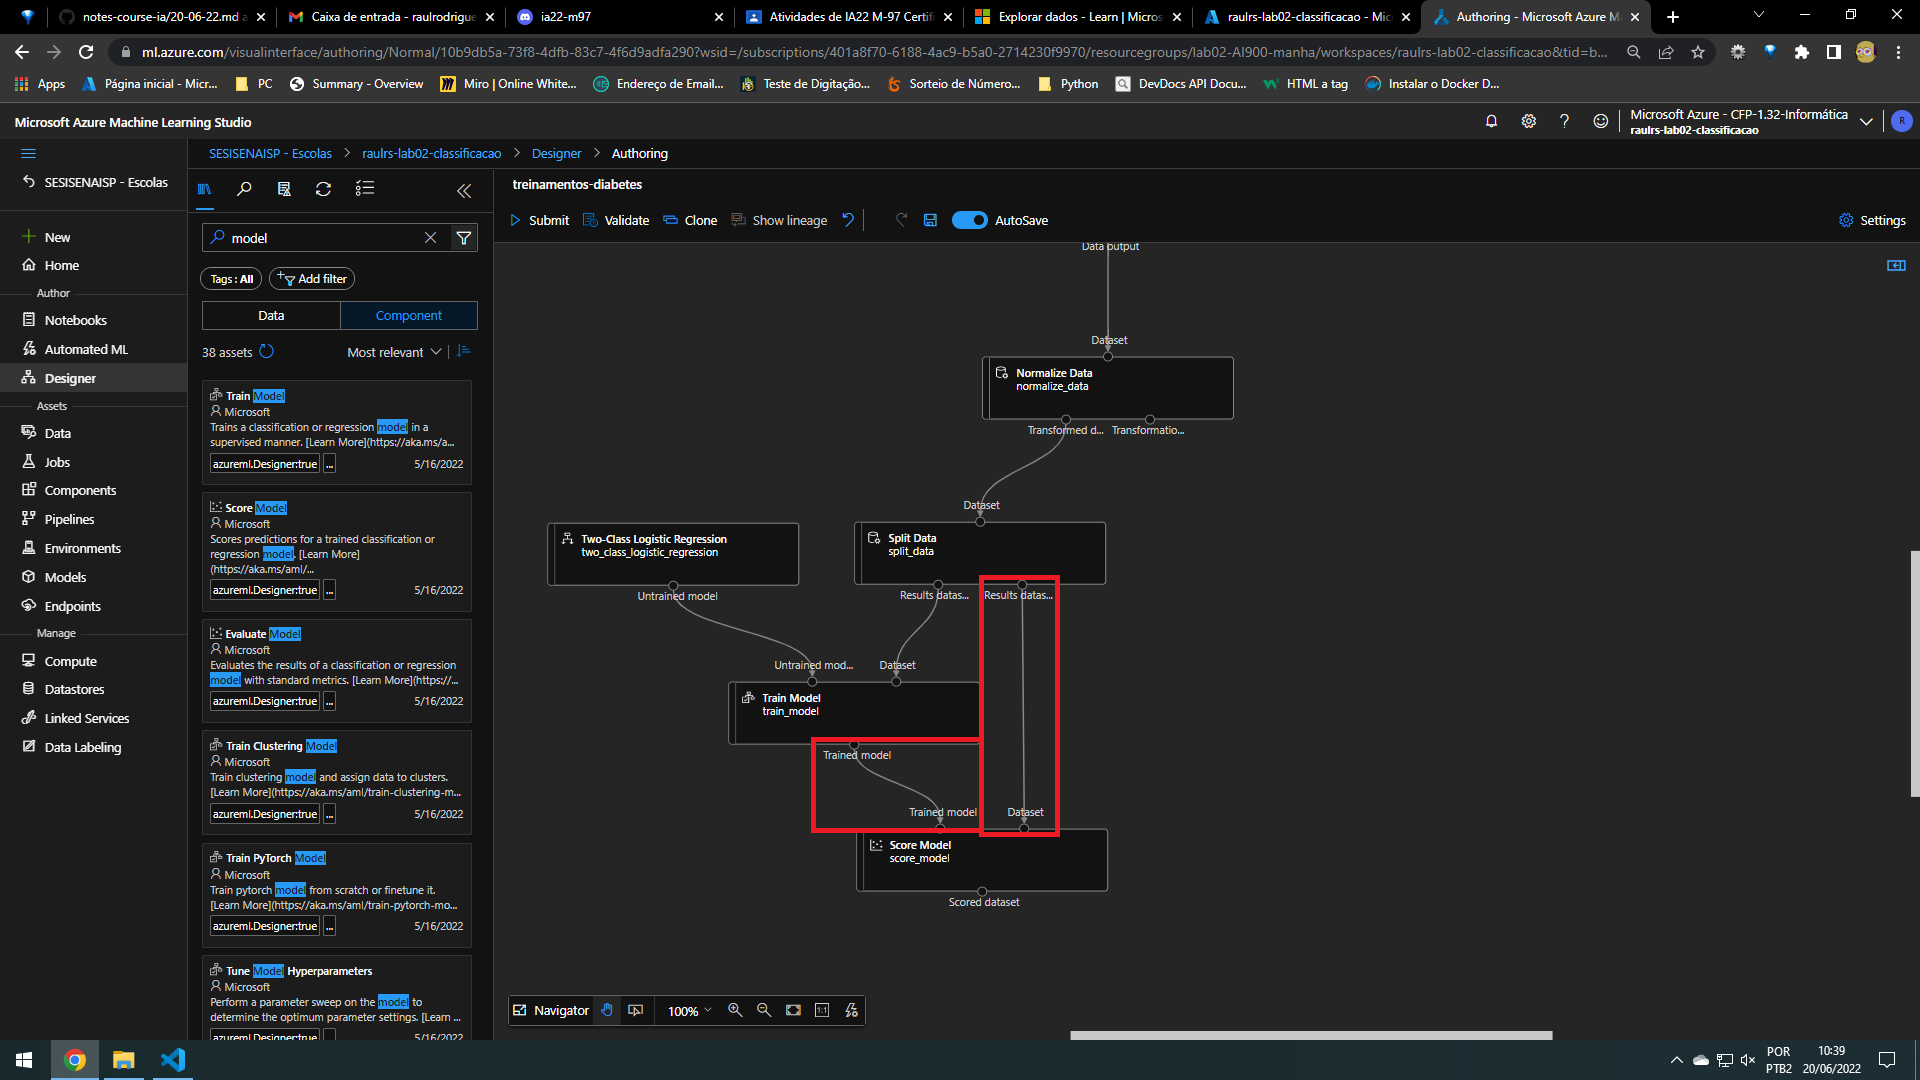 notes-course-ia/20-06-22.md a
Caixa de entrada - raulrodrigue
ia22-m97
Atividades de IA22 M-97 Certifi
Explorar dados - Learn | Micros
raulrs-lab02-classificacao - Mic
Authoring - Microsoft Azure M
ml.azure.com/visualinterface/authoring/Normal/10b9db5a-73f8-4dfb-83c7-4f6d9adfa290?wsid=/subscriptions/401a8f70-6188-4ac9-b5a0-2714230f9970/resourcegroups/lab02-AI900-manha/workspaces/raulrs-lab02-classificacao&tid=b...
Apps
Página inicial - Micr...
PC
Summary - Overview
Miro | Online White...
Endereço de Email...
Teste de Digitação...
Sorteio de Número...
Python
DevDocs API Docu...
HTML a tag
Instalar o Docker D...
Microsoft Azure Machine Learning Studio
Microsoft Azure - CFP-1.32-Informática
raulrs-lab02-classificacao
R
SESISENAISP - Escolas > raulrs-lab02-classificacao > Designer > Authoring
SESISENAISP - Escolas
New
Home
Author
Notebooks
Automated ML
Designer
Assets
Data
Jobs
Components
Pipelines
Environments
Models
Endpoints
Manage
Compute
Datastores
Linked Services
Data Labeling
model
Tags : All
Add filter
Data
Component
38 assets
Most relevant
Train Model
Microsoft
Trains a classification or regression model in a
supervised manner. [Learn More](https://aka.ms/a...
azureml.Designer:true ... 5/16/2022
Score Model
Microsoft
Scores predictions for a trained classification or
regression model. [Learn More]
(https://aka.ms/aml/...
azureml.Designer:true ... 5/16/2022
Evaluate Model
Microsoft
Evaluates the results of a classification or regression
model with standard metrics. [Learn More](https://...
azureml.Designer:true ... 5/16/2022
Train Clustering Model
Microsoft
Train clustering model and assign data to clusters.
[Learn More](https://aka.ms/aml/train-clustering-m...
azureml.Designer:true ... 5/16/2022
Train PyTorch Model
Microsoft
Train pytorch model from scratch or finetune it.
[Learn More](https://aka.ms/aml/train-pytorch-mo...
azureml.Designer:true ... 5/16/2022
Tune Model Hyperparameters
Microsoft
Perform a parameter sweep on the model to
determine the optimum parameter settings. [Learn ...
azureml.Designer:true ... 5/16/2022
treinamentos-diabetes
Submit
Validate
Clone
Show lineage
AutoSave
Settings
Data output
Dataset
Normalize Data
normalize_data
Transformed d... Transformatio...
Dataset
Two-Class Logistic Regression
two_class_logistic_regression
Untrained model
Split Data
split_data
Results datas... Results datas...
Untrained mod... Dataset
Train Model
train_model
Trained model
Trained model Dataset
Score Model
score_model
Scored dataset
Navigator
100%
1:1
POR
PTB2
10:39
20/06/2022